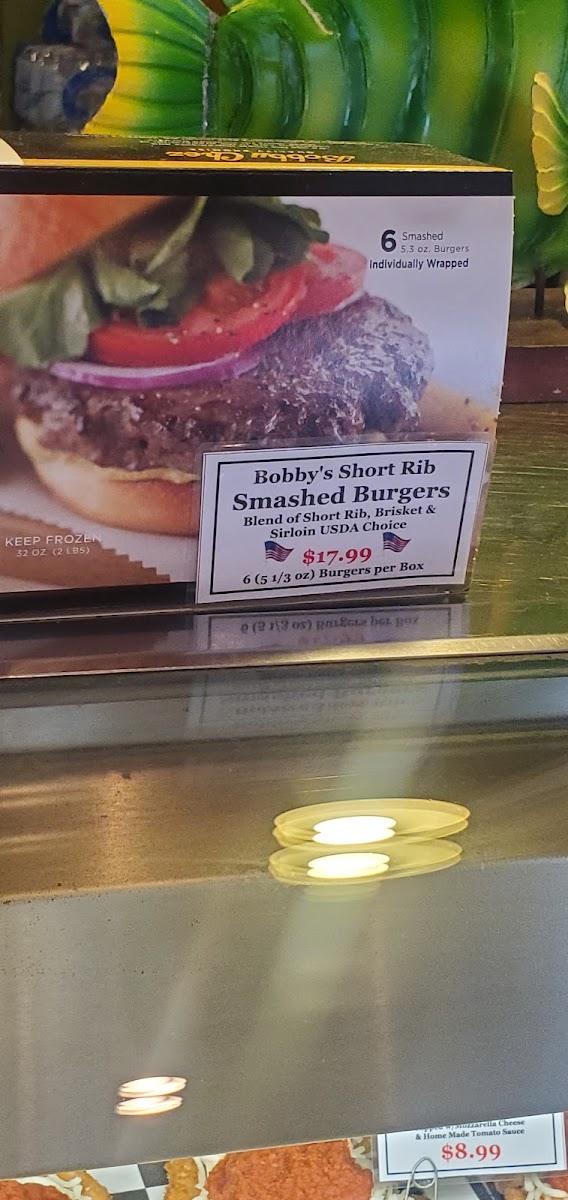 Bobby Chez
6 Smashed
5.3 oz. Burgers
Individually Wrapped
KEEP FROZEN
32 OZ. (2 LBS)
Bobby's Short Rib
Smashed Burgers
Blend of Short Rib, Brisket &
Sirloin USDA Choice
$17.99
6 (5 1/3 oz) Burgers per Box
Mozzarella Cheese
& Home Made Tomato Sauce
$8.99